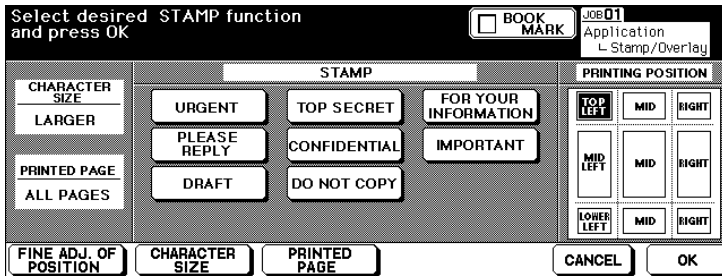 Select desired STAMP function
and press OK
BOOK
MARK
JOB01
Application
Stamp/Overlay
STAMP
PRINTING POSITION
CHARACTER
SIZE
LARGER
PRINTED PAGE
ALL PAGES
URGENT
TOP SECRET
FOR YOUR
INFORMATION
PLEASE
REPLY
CONFIDENTIAL
IMPORTANT
DRAFT
DO NOT COPY
TOP
LEFT
MID
RIGHT
MID
LEFT
MID
RIGHT
LOWER
LEFT
MID
RIGHT
FINE ADJ. OF
POSITION
CHARACTER
SIZE
PRINTED
PAGE
CANCEL
OK